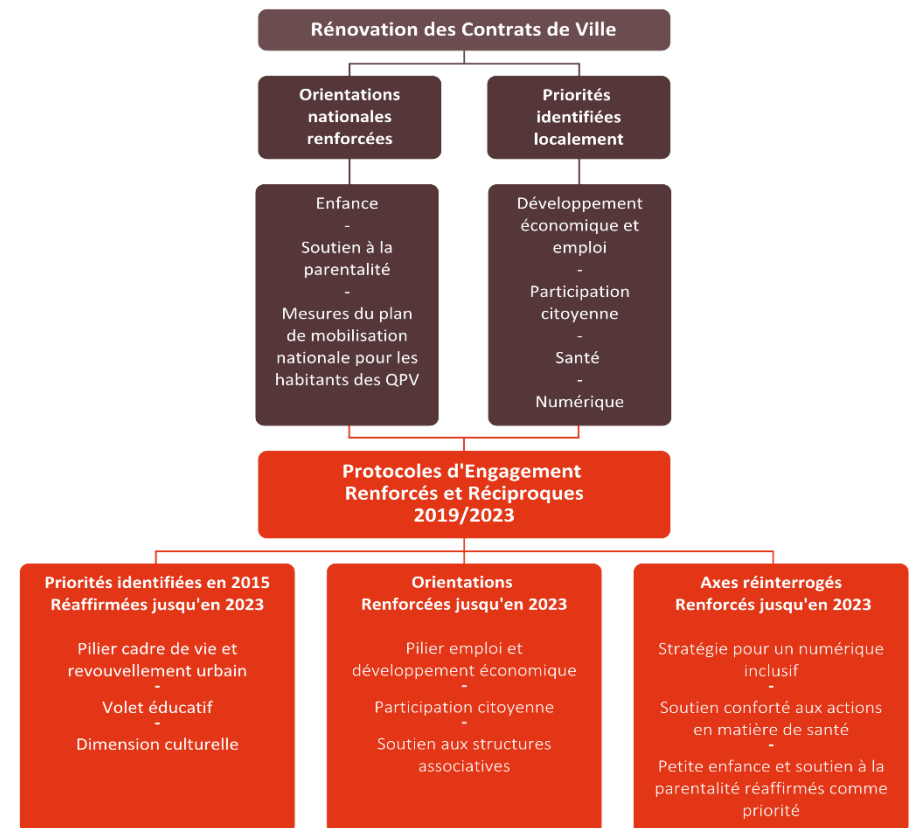 Rénovation des Contrats de Ville
Orientations
nationales
renforcées
Priorités
identifiées
localement
Enfance
-
Soutien à la
parentalité
-
Mesures du plan
de mobilisation
nationale pour les
habitants des QPV
Développement
économique et
emploi
-
Participation
citoyenne
-
Santé
-
Numérique
Protocoles d'Engagement
Renforcés et Réciproques
2019/2023
Priorités identifiées en 2015
Réaffirmées jusqu'en 2023
Pilier cadre de vie et
revouvellement urbain
-
Volet éducatif
-
Dimension culturelle
Orientations
Renforcées jusqu'en 2023
Pilier emploi et
développement économique
-
Participation citoyenne
-
Soutien aux structures
associatives
Axes réinterrogés
Renforcés jusqu'en 2023
Stratégie pour un numérique
inclusif
-
Soutien conforté aux actions
en matière de santé
-
Petite enfance et soutien à la
parentalité réaffirmés comme
priorité